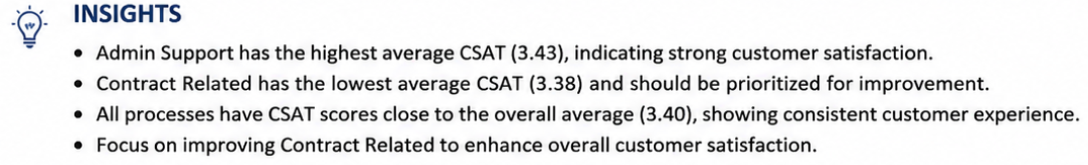 INSIGHTS
• Admin Support has the highest average CSAT (3.43), indicating strong customer satisfaction.
• Contract Related has the lowest average CSAT (3.38) and should be prioritized for improvement.
• All processes have CSAT scores close to the overall average (3.40), showing consistent customer experience.
• Focus on improving Contract Related to enhance overall customer satisfaction.